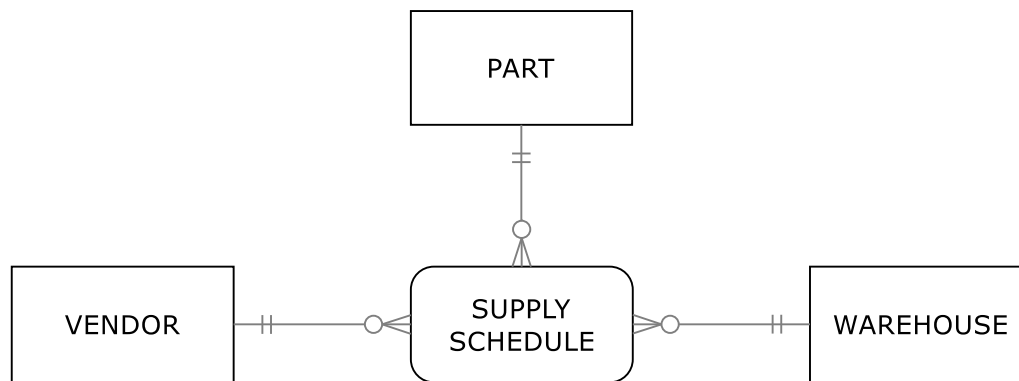 PART
VENDOR
SUPPLY
SCHEDULE
WAREHOUSE